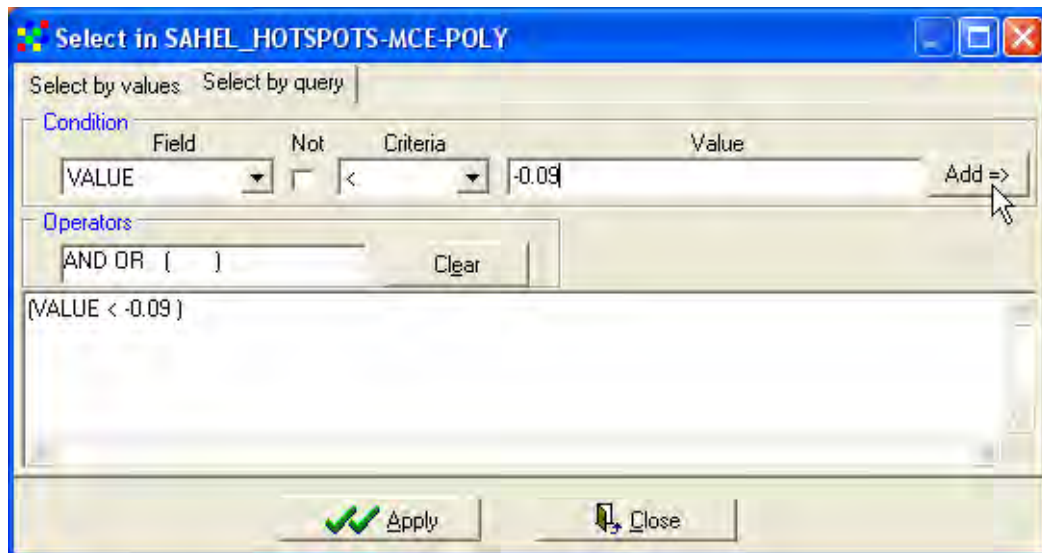 Select in SAHEL_HOTSPOTS-MCE-POLY
Select by values Select by query
Condition
Field Not Criteria Value
VALUE < -0.09 Add =>
Operators
AND OR ( ) Clear
(VALUE < -0.09 )
Apply Close